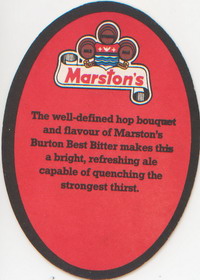 Marston's
The well-defined hop bouquet
and flavour of Marston's
Burton Best Bitter makes this
a bright, refreshing ale
capable of quenching the
strongest thirst.